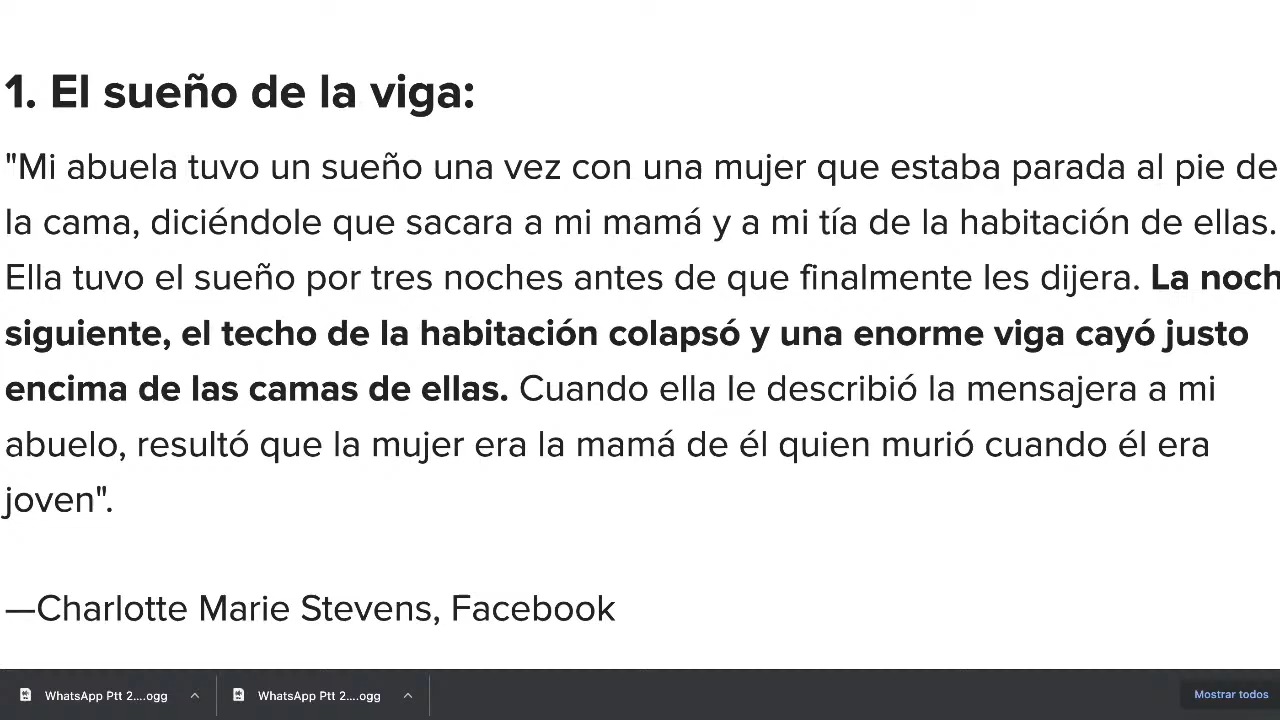 1. El sueño de la viga:
"Mi abuela tuvo un sueño una vez con una mujer que estaba parada al pie de
la cama, diciéndole que sacara a mi mamá y a mi tía de la habitación de ellas.
Ella tuvo el sueño por tres noches antes de que finalmente les dijera. La noch
siguiente, el techo de la habitación colapsó y una enorme viga cayó justo
encima de las camas de ellas. Cuando ella le describió la mensajera a mi
abuelo, resultó que la mujer era la mamá de él quien murió cuando él era
joven".
—Charlotte Marie Stevens, Facebook
WhatsApp Ptt 2....ogg WhatsApp Ptt 2....ogg Mostrar todos